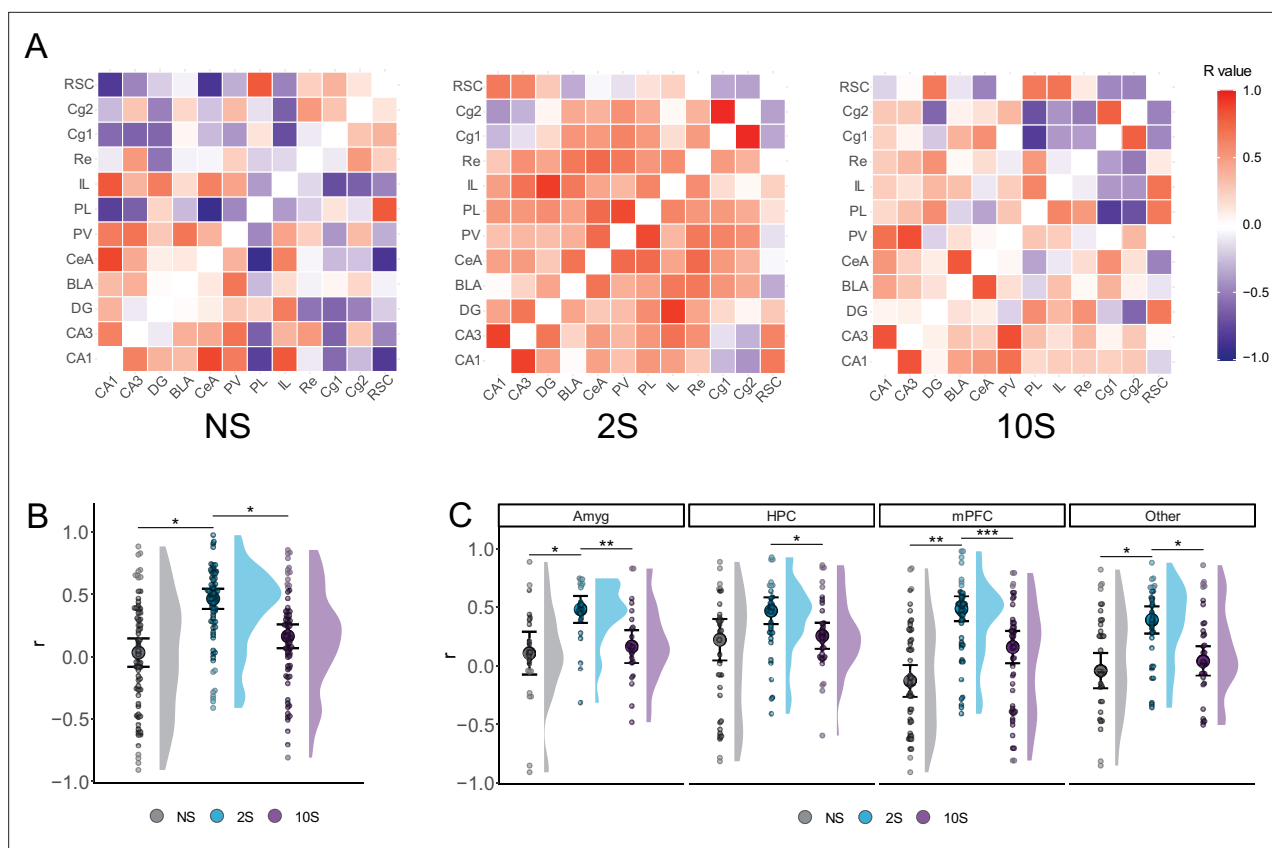 A
RSC
Cg2
Cg1
Re
IL
PL
PV
CeA
BLA
DG
CA3
CA1
CA1
CA3
DG
BLA
CeA
PV
PL
IL
Re
Cg1
Cg2
RSC
NS
RSC
Cg2
Cg1
Re
IL
PL
PV
CeA
BLA
DG
CA3
CA1
CA1
CA3
DG
BLA
CeA
PV
PL
IL
Re
Cg1
Cg2
RSC
2S
RSC
Cg2
Cg1
Re
IL
PL
PV
CeA
BLA
DG
CA3
CA1
CA1
CA3
DG
BLA
CeA
PV
PL
IL
Re
Cg1
Cg2
RSC
10S
R value
1.0
0.5
0.0
−0.5
−1.0
B
r
1.0
0.5
0.0
−0.5
−1.0
* *
NS 2S 10S
C
Amyg HPC mPFC Other
r
1.0
0.5
0.0
−0.5
−1.0
* ** * ** *** * *
NS 2S 10S